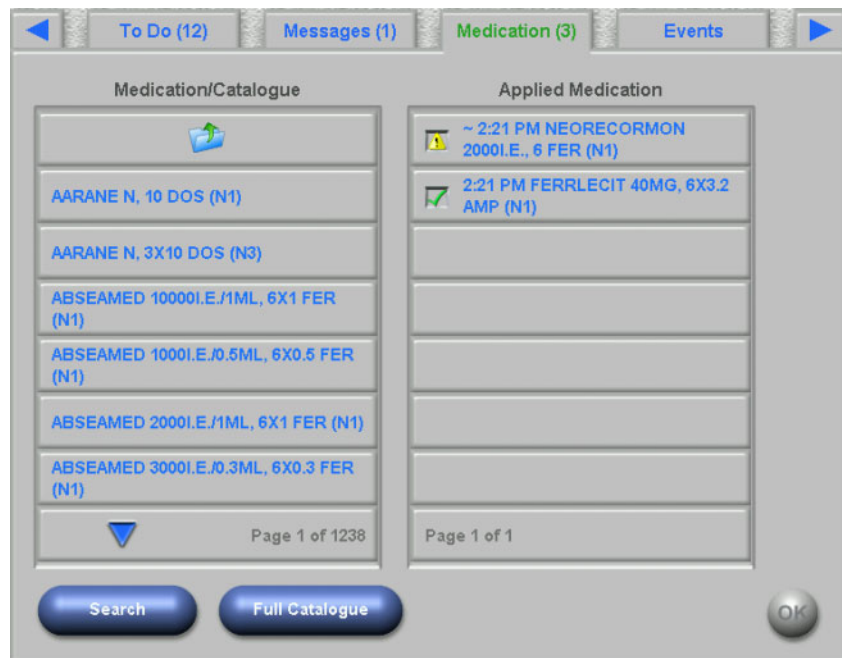 To Do (12)
Messages (1)
Medication (3)
Events
Medication/Catalogue
AARANE N, 10 DOS (N1)
AARANE N, 3X10 DOS (N3)
ABSEAMED 10000I.E./1ML, 6X1 FER
(N1)
ABSEAMED 1000I.E./0.5ML, 6X0.5 FER
(N1)
ABSEAMED 2000I.E./1ML, 6X1 FER (N1)
ABSEAMED 3000I.E./0.3ML, 6X0.3 FER
(N1)
Page 1 of 1238
Applied Medication
~ 2:21 PM NEORECORMON
2000I.E., 6 FER (N1)
2:21 PM FERRLECIT 40MG, 6X3.2
AMP (N1)
Page 1 of 1
Search
Full Catalogue
OK